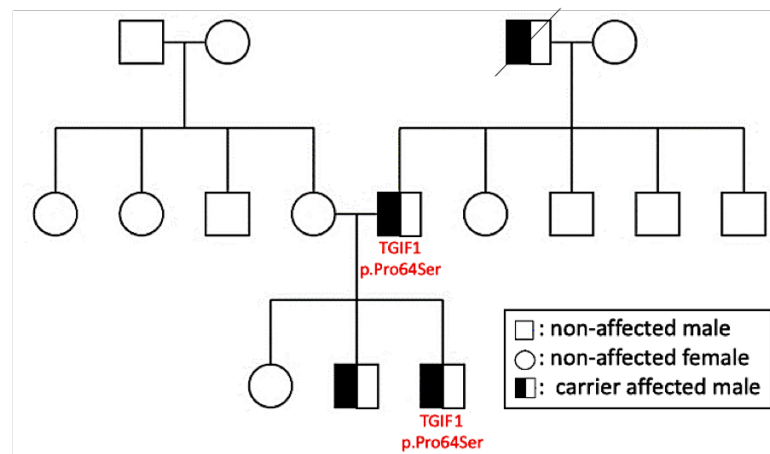 TGIF1
p.Pro64Ser
: non-affected male
: non-affected female
: carrier affected male
TGIF1
p.Pro64Ser